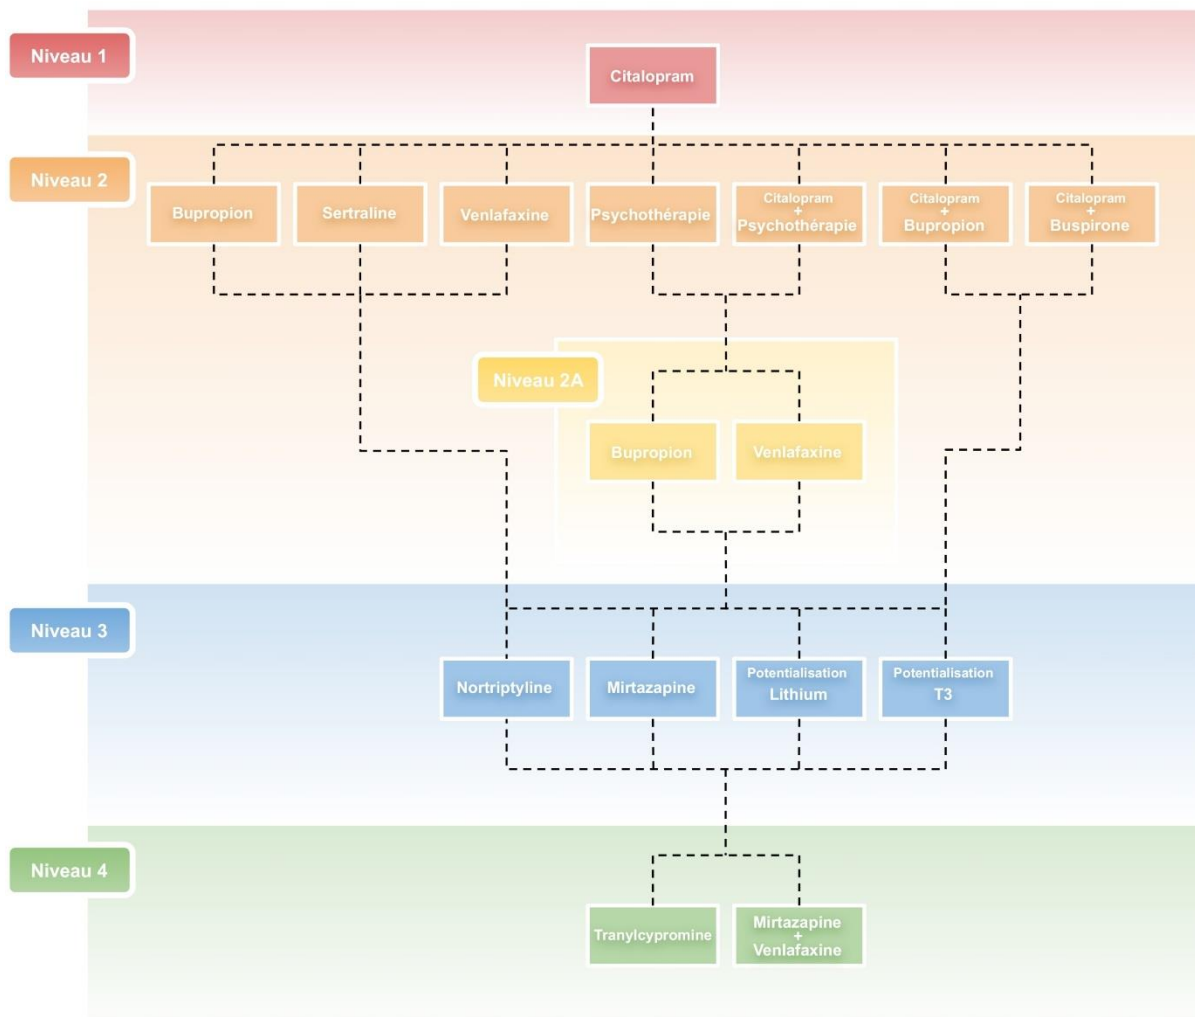 Niveau 1
Citalopram
Niveau 2
Bupropion
Sertraline
Venlafaxine
Psychothérapie
Citalopram
+
Psychothérapie
Citalopram
+
Bupropion
Citalopram
+
Buspirone
Niveau 2A
Bupropion
Venlafaxine
Niveau 3
Nortriptyline
Mirtazapine
Potentialisation
Lithium
Potentialisation
T3
Niveau 4
Tranylcypromine
Mirtazapine
+
Venlafaxine